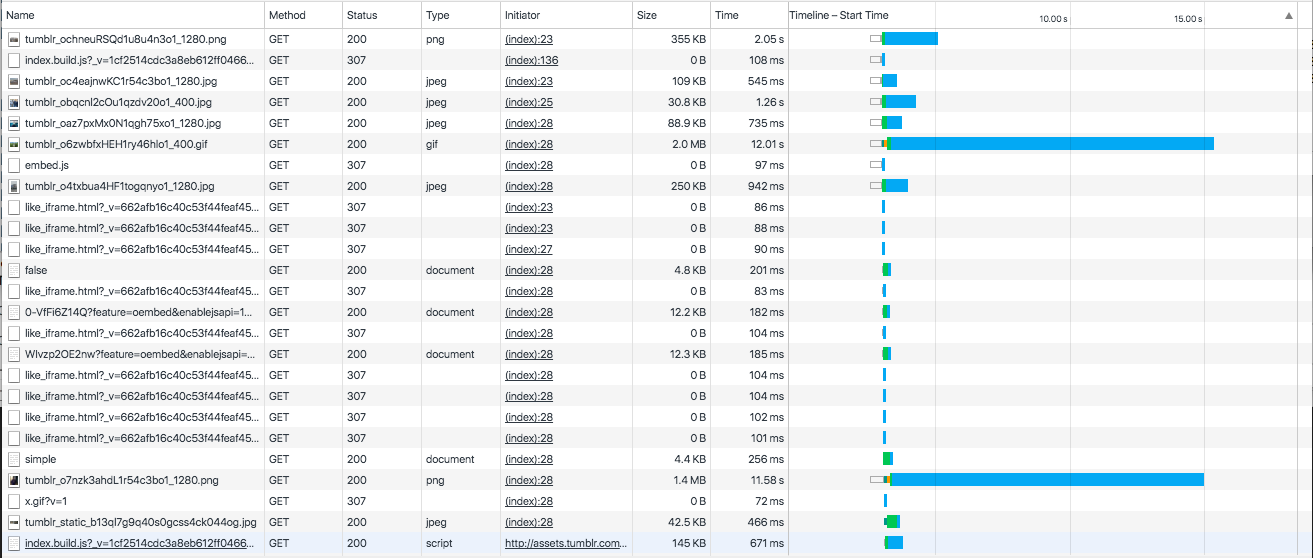 Name Method Status Type Initiator Size Time Timeline – Start Time 10.00 s 15.00 s
tumblr_ochneuRSQd1u8u4n3o1_1280.png GET 200 png (index):23 355 KB 2.05 s
index.build.js?_v=1cf2514cdc3a8eb612ff0466... GET 307 (index):136 0 B 108 ms
tumblr_oc4eajnwKC1r54c3bo1_1280.jpg GET 200 jpeg (index):23 109 KB 545 ms
tumblr_obqcnl2cOu1qzdv20o1_400.jpg GET 200 jpeg (index):25 30.8 KB 1.26 s
tumblr_oaz7pxMx0N1qgh75xo1_1280.jpg GET 200 jpeg (index):28 88.9 KB 735 ms
tumblr_o6zwbfxHEH1ry46hlo1_400.gif GET 200 gif (index):28 2.0 MB 12.01 s
embed.js GET 307 (index):28 0 B 97 ms
tumblr_o4txbua4HF1togqnyo1_1280.jpg GET 200 jpeg (index):28 250 KB 942 ms
like_iframe.html?_v=662afb16c40c53f44feaf45... GET 307 (index):23 0 B 86 ms
like_iframe.html?_v=662afb16c40c53f44feaf45... GET 307 (index):23 0 B 88 ms
like_iframe.html?_v=662afb16c40c53f44feaf45... GET 307 (index):27 0 B 90 ms
false GET 200 document (index):28 4.8 KB 201 ms
like_iframe.html?_v=662afb16c40c53f44feaf45... GET 307 (index):28 0 B 83 ms
0-VfFi6Z14Q?feature=oembed&enablejsapi=1... GET 200 document (index):28 12.2 KB 182 ms
like_iframe.html?_v=662afb16c40c53f44feaf45... GET 307 (index):28 0 B 104 ms
WIvzp2OE2nw?feature=oembed&enablejsapi=... GET 200 document (index):28 12.3 KB 185 ms
like_iframe.html?_v=662afb16c40c53f44feaf45... GET 307 (index):28 0 B 104 ms
like_iframe.html?_v=662afb16c40c53f44feaf45... GET 307 (index):28 0 B 104 ms
like_iframe.html?_v=662afb16c40c53f44feaf45... GET 307 (index):28 0 B 102 ms
like_iframe.html?_v=662afb16c40c53f44feaf45... GET 307 (index):28 0 B 101 ms
simple GET 200 document (index):28 4.4 KB 256 ms
tumblr_o7nzk3ahdL1r54c3bo1_1280.png GET 200 png (index):28 1.4 MB 11.58 s
x.gif?v=1 GET 307 (index):28 0 B 72 ms
tumblr_static_b13ql7g9q40s0gcss4ck044og.jpg GET 200 jpeg (index):28 42.5 KB 466 ms
index.build.js?_v=1cf2514cdc3a8eb612ff0466... GET 200 script http://assets.tumblr.com... 145 KB 671 ms